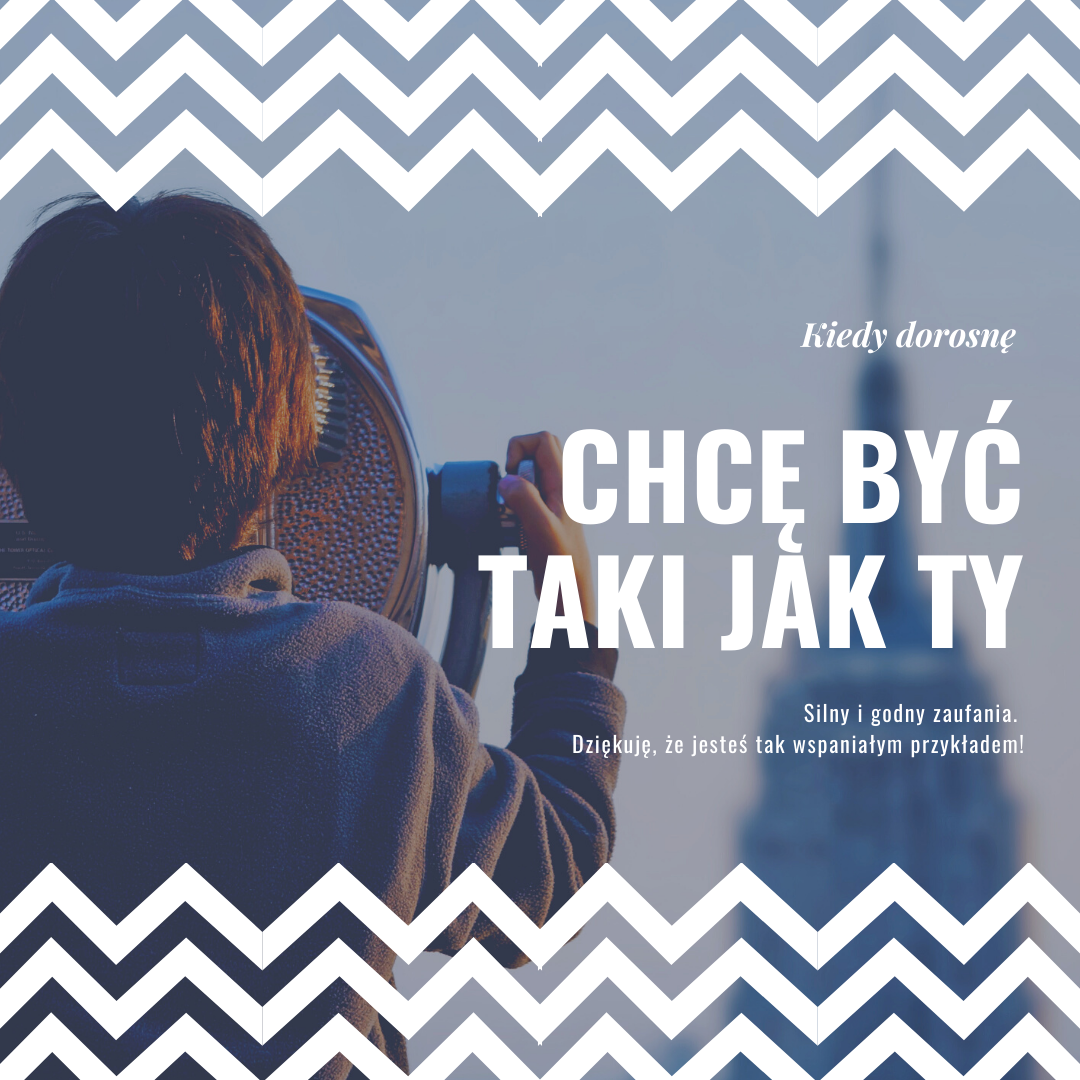 Kiedy dorosnę
CHCĘ BYĆ
TAKI JAK TY
Silny i godny zaufania.
Dziękuję, że jesteś tak wspaniałym przykładem!